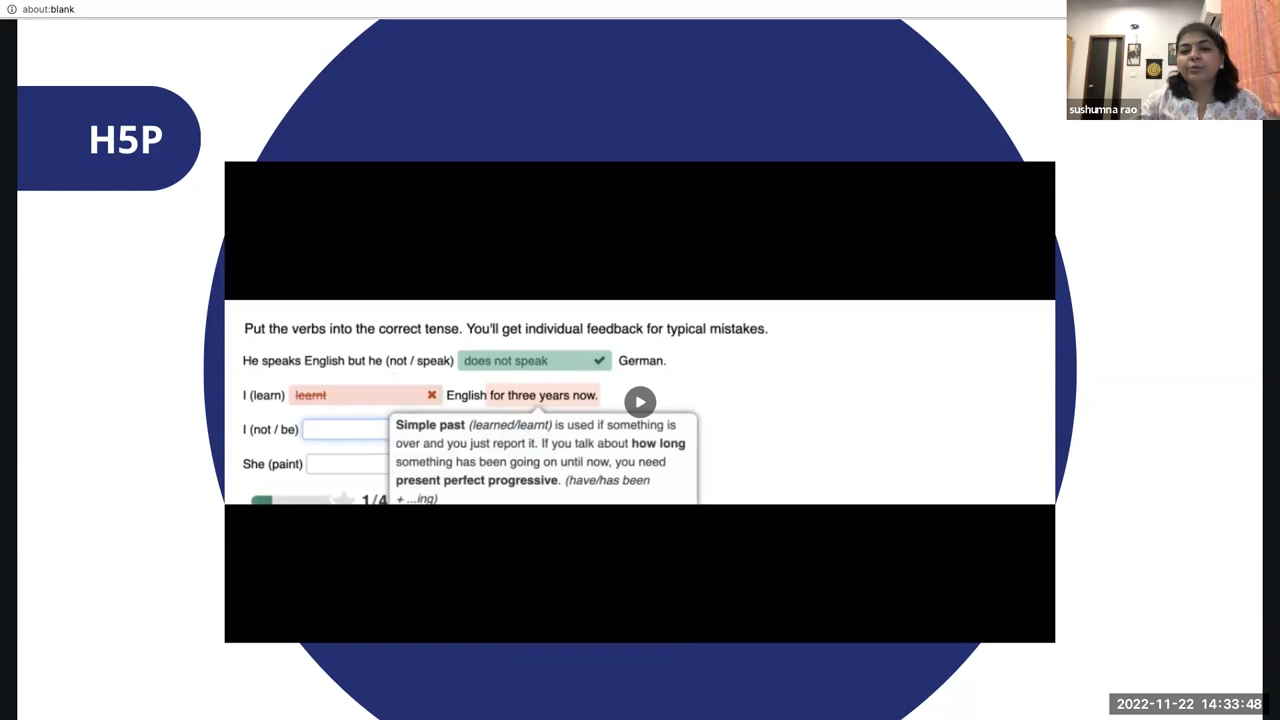 about:blank
sushumna rao
H5P
Put the verbs into the correct tense. You'll get individual feedback for typical mistakes.
He speaks English but he (not / speak) does not speak German.
I (learn) learnt English for three years now.
I (not / be)
She (paint)
Simple past (learned/learnt) is used if something is
over and you just report it. If you talk about how long
something has been going on until now, you need
present perfect progressive. (have/has been
+ ...ing)
1/4
2022-11-22 14:33:48